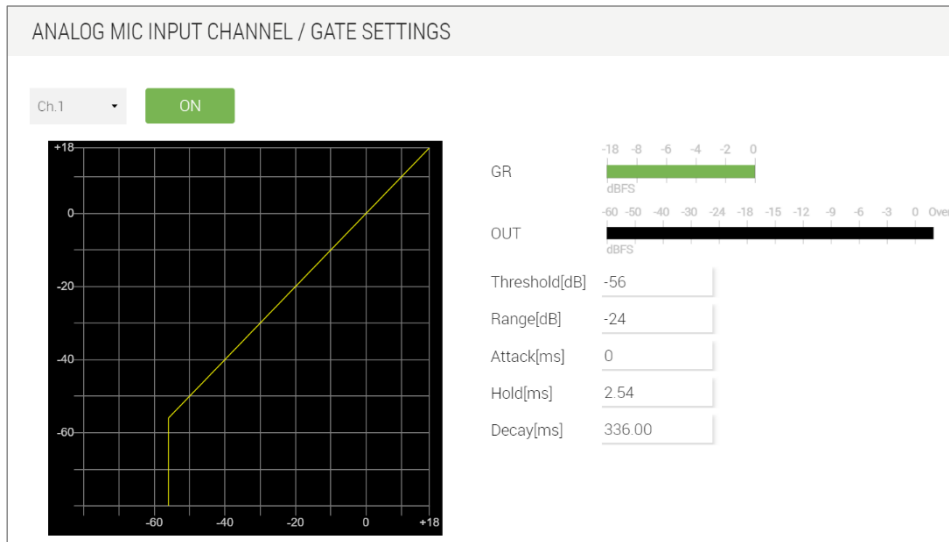 ANALOG MIC INPUT CHANNEL / GATE SETTINGS
Ch.1
ON
+18
0
-20
-40
-60
-60 -40 -20 0 +18
GR
-18 -8 -6 -4 -2 0
dBFS
OUT
-60 -50 -40 -30 -24 -18 -15 -12 -9 -6 -3 0 Over
dBFS
Threshold[dB] -56
Range[dB] -24
Attack[ms] 0
Hold[ms] 2.54
Decay[ms] 336.00